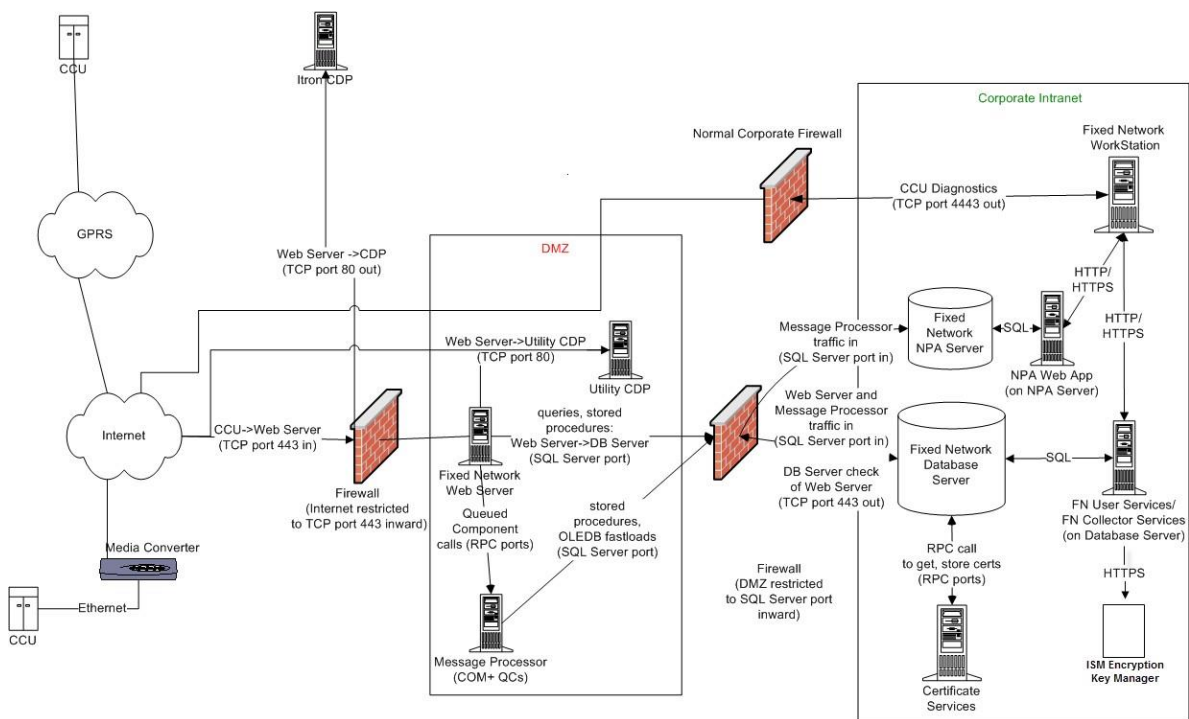 CCU
Itron CDP
GPRS
Web Server ->CDP
(TCP port 80 out)
Normal Corporate Firewall
Corporate Intranet
Fixed Network
WorkStation
CCU Diagnostics
(TCP port 4443 out)
DMZ
HTTP/
HTTPS
HTTP/
HTTPS
Web Server->Utility CDP
(TCP port 80)
Utility CDP
Message Processor
traffic in
(SQL Server port in)
Fixed
Network
NPA Server
SQL
NPA Web App
(on NPA Server)
Internet
CCU->Web Server
(TCP port 443 in)
Firewall
(Internet restricted
to TCP port 443 inward)
queries, stored
procedures:
Web Server->DB Server
(SQL Server port)
Fixed Network
Web Server
Web Server and
Message Processor
traffic in
(SQL Server port in)
DB Server check
of Web Server
(TCP port 443 out)
Fixed Network
Database
Server
SQL
FN User Services/
FN Collector Services
(on Database Server)
Queued
Component
calls (RPC ports)
stored
procedures,
OLEDB fastloads
(SQL Server port)
Media Converter
Ethernet
CCU
Firewall
(DMZ restricted
to SQL Server port
inward)
RPC call
to get, store certs
(RPC ports)
HTTPS
Message Processor
(COM+ QCs)
Certificate
Services
ISM Encryption
Key Manager